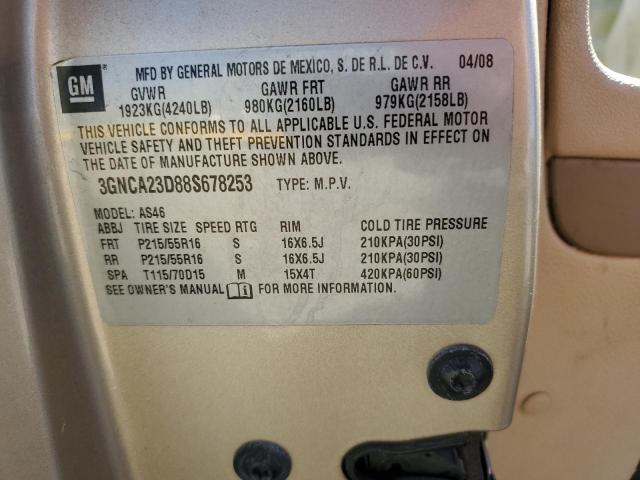 GM
MFD BY GENERAL MOTORS DE MEXICO, S. DE R.L. DE C.V. 04/08
GVWR GAWR FRT GAWR RR
1923KG(4240LB) 980KG(2160LB) 979KG(2158LB)
THIS VEHICLE CONFORMS TO ALL APPLICABLE U.S. FEDERAL MOTOR
VEHICLE SAFETY AND THEFT PREVENTION STANDARDS IN EFFECT ON
THE DATE OF MANUFACTURE SHOWN ABOVE.
3GNCA23D88S678253 TYPE: M.P.V.
MODEL: AS46
ABBJ TIRE SIZE SPEED RTG RIM COLD TIRE PRESSURE
FRT P215/55R16 S 16X6.5J 210KPA(30PSI)
RR P215/55R16 S 16X6.5J 210KPA(30PSI)
SPA T115/70D15 M 15X4T 420KPA(60PSI)
SEE OWNER'S MANUAL FOR MORE INFORMATION.